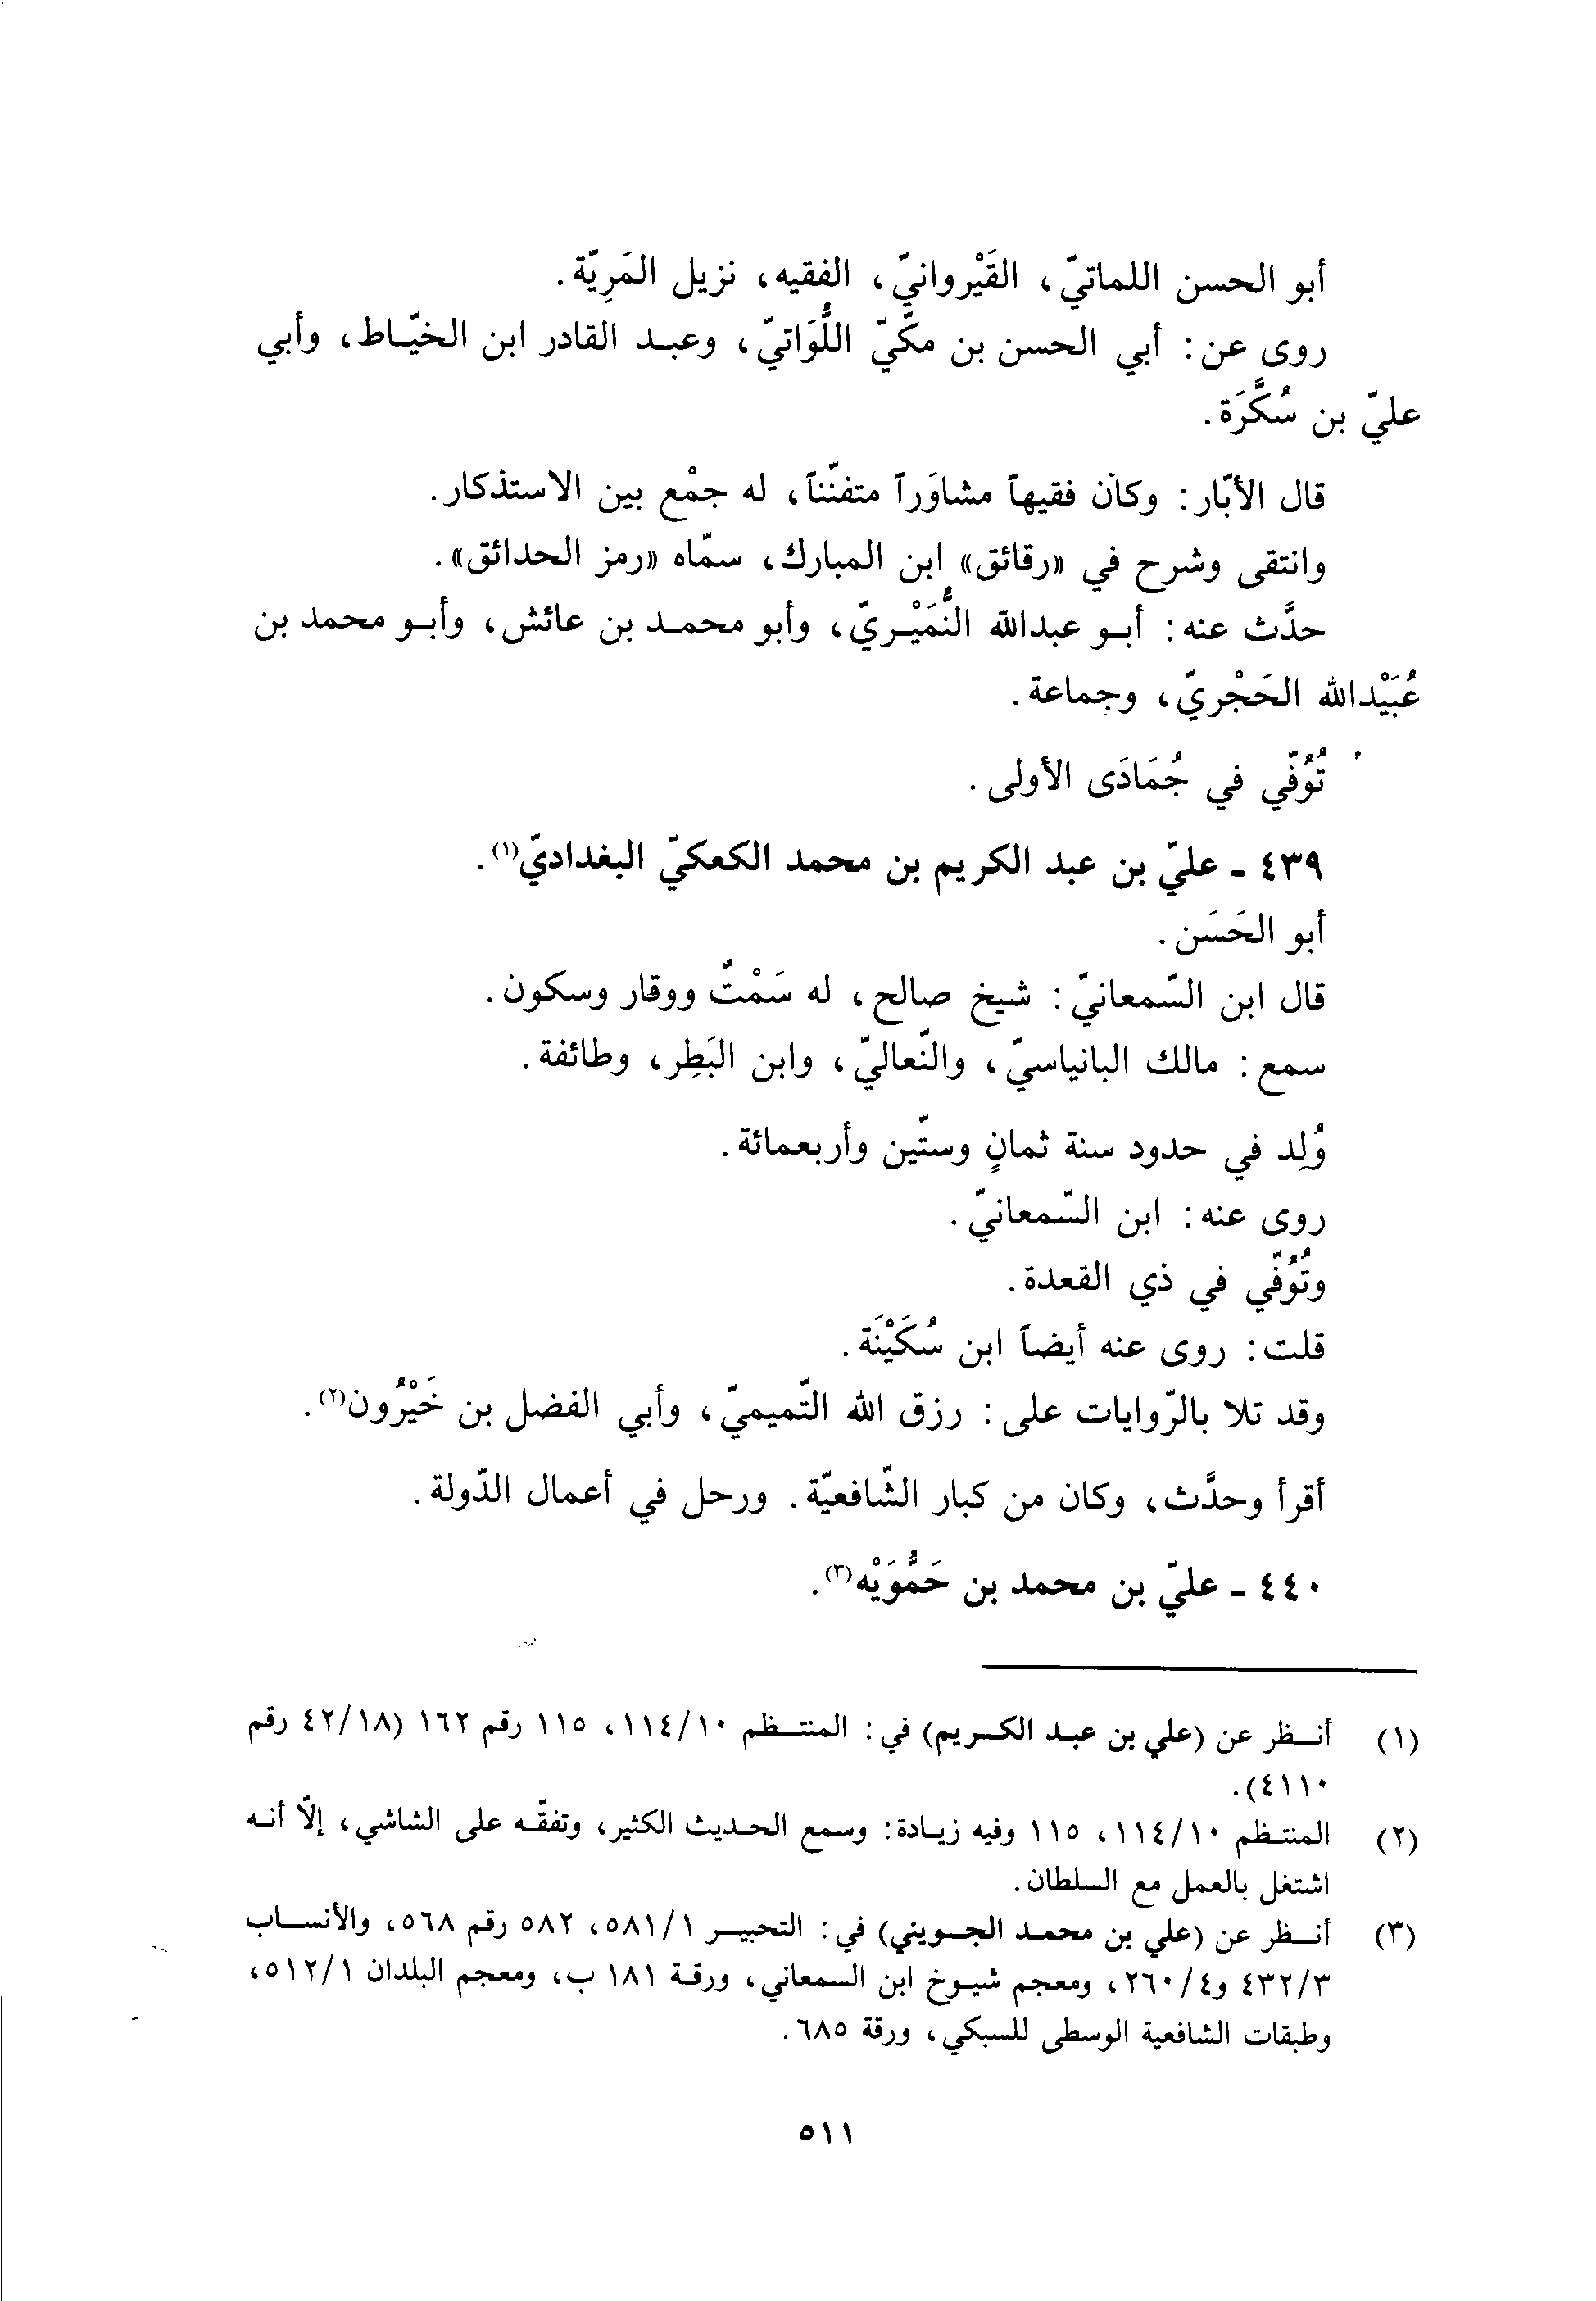 أبو الحسن اللماتيّ، القَيْروانيّ، الفقيه، نزيل المَرِيّة.
روى عن: أبي الحسن بن مكّيّ اللُّوَاتيّ، وعبد القادر ابن الخيّاط، وأبي
عليّ بن سُكَّرَة.
قال الأبّار: وكان فقيهاً مشاوَراً متفنّناً، له جمْع بين الاستذكار.
وانتقى وشرح في «رقائق» ابن المبارك، سمّاه «رمز الحدائق».
حدَّث عنه: أبو عبدالله النُّمَيْريّ، وأبو محمد بن عائش، وأبو محمد بن
عُبَيْدالله الحَجْريّ، وجماعة.
تُوُفّي في جُمَادَى الأولى.
٤٣٩ - عليّ بن عبد الكريم بن محمد الكعكيّ البغداديّ(١).
أبو الحَسَن.
قال ابن السّمعانيّ: شيخ صالح، له سَمْتٌ ووقار وسكون.
سمع: مالك البانياسيّ، والنّعاليّ، وابن البَطِر، وطائفة.
وُلِد في حدود سنة ثمانٍ وستّين وأربعمائة.
روى عنه: ابن السّمعانيّ.
وتُوُفّي في ذي القعدة.
قلت: روى عنه أيضاً ابن سُكَيْنَة.
وقد تلا بالرّوايات على: رزق الله التّميميّ، وأبي الفضل بن خَيْرُون(٢).
أقرأ وحدَّث، وكان من كبار الشّافعيّة. ورحل في أعمال الدّولة.
٤٤٠ - عليّ بن محمد بن حَمُّوَيْه(٣).
(١) أنظر عن (علي بن عبد الكريم) في: المنتظم ١١٤/١٠، ١١٥ رقم ١٦٢ (٤٢/١٨ رقم
٤١١٠).
(٢) المنتظم ١١٤/١٠، ١١٥ وفيه زيادة: وسمع الحديث الكثير، وتفقّه على الشاشي، إلّا أنه
اشتغل بالعمل مع السلطان.
(٣) أنظر عن (علي بن محمد الجويني) في: التحبير ٥٨١/١، ٥٨٢ رقم ٥٦٨، والأنساب
٤٣٢/٣ و٢٦٠/٤، ومعجم شيوخ ابن السمعاني، ورقة ١٨١ ب، ومعجم البلدان ٥١٢/١،
وطبقات الشافعية الوسطى للسبكي، ورقة ٦٨٥.
٥١١